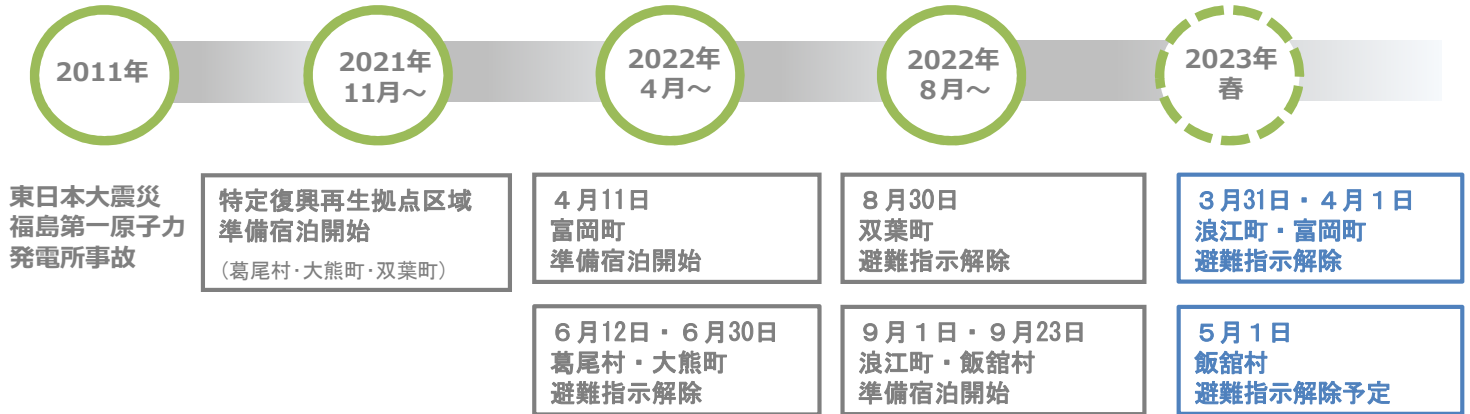 2011年
2021年
11月～
2022年
４月～
2022年
８月～
2023年
春
東日本大震災
福島第一原子力
発電所事故
特定復興再生拠点区域
準備宿泊開始
（葛尾村・大熊町・双葉町）
４月11日
富岡町
準備宿泊開始
６月12日・６月30日
葛尾村・大熊町
避難指示解除
８月30日
双葉町
避難指示解除
９月１日・９月23日
浪江町・飯舘村
準備宿泊開始
３月31日・４月１日
浪江町・富岡町
避難指示解除
５月１日
飯舘村
避難指示解除予定